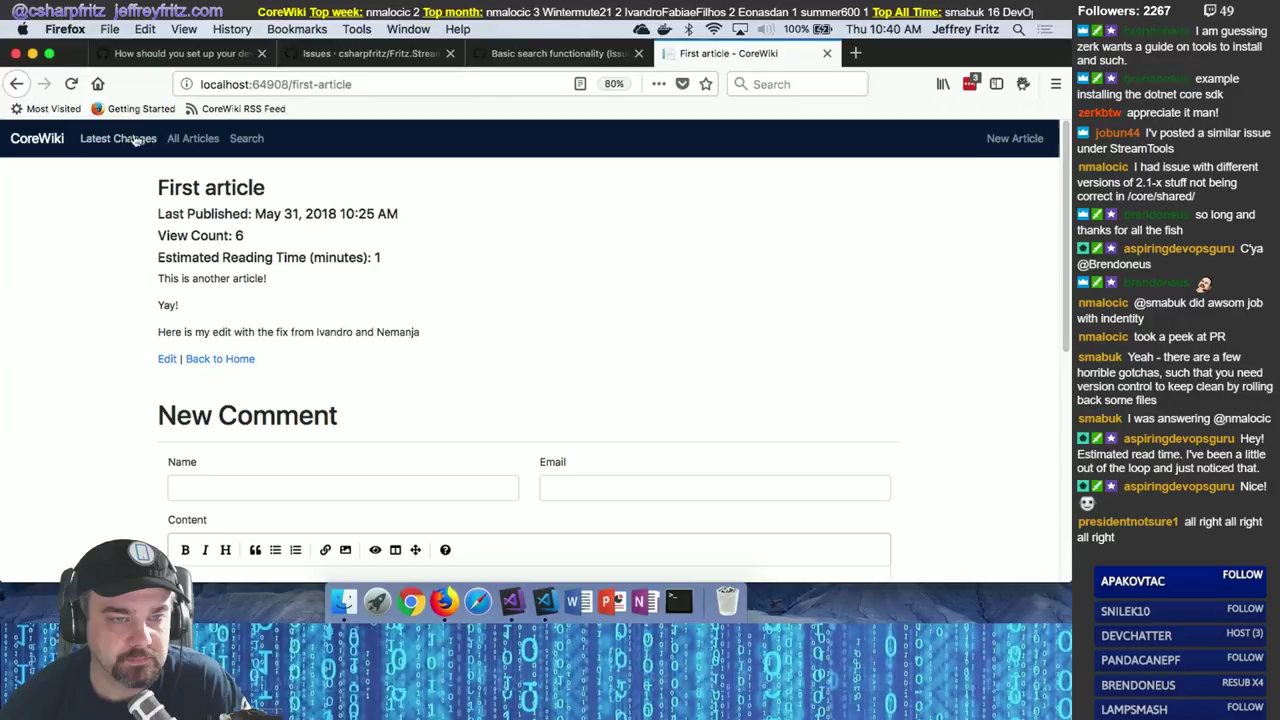 @csharpfritz jeffreyfritz.com
CoreWiki Top week: nmalocic 2 Top month: nmalocic 3 Wintermute21 2 IvandroFabiaeFilhos 2 Ecuadsan 1 summer600 1 Top All Time: smabuk 16 DevO
Followers: 2267
49
Firefox File Edit View History Bookmarks Tools Window Help
100% Thu 10:40 AM Jeffrey Fritz
How should you set up your dev
Issues · csharpfritz/Fritz.Stream
Basic search functionality (Issu
First article - CoreWiki
localhost:64908/first-article
80%
Search
3
Most Visited
Getting Started
CoreWiki RSS Feed
CoreWiki Latest Changes All Articles Search New Article
First article
Last Published: May 31, 2018 10:25 AM
View Count: 6
Estimated Reading Time (minutes): 1
This is another article!
Yay!
Here is my edit with the fix from Ivandro and Nemanja
Edit | Back to Home
New Comment
Name
Email
Content
B I H
brendoneus I am guessing
zerk wants a guide on tools to install
and such.
brendoneus example
installing the dotnet core sdk
zerkbtw appreciate it man!
jobun44 I'v posted a similar issue
under StreamTools
nmalocic I had issue with different
versions of 2.1-x stuff not being
correct in /core/shared/
brendoneus so long and
thanks for all the fish
aspiringdevopsguru C'ya
@Brendoneus
brendoneus
nmalocic @smabuk did awsom job
with indentity
nmalocic took a peek at PR
smabuk Yeah - there are a few
horrible gotchas, such that you need
version control to keep clean by rolling
back some files
smabuk I was answering @nmalocic
aspiringdevopsguru Hey!
Estimated read time. I've been a little
out of the loop and just noticed that.
aspiringdevopsguru Nice!
presidentnotsure1 all right all right
all right
APAKOVTAC FOLLOW
SNILEK10 FOLLOW
DEVCHATTER HOST (3)
PANDACANEPF FOLLOW
BRENDONEUS RESUB X4
LAMPSMASH FOLLOW